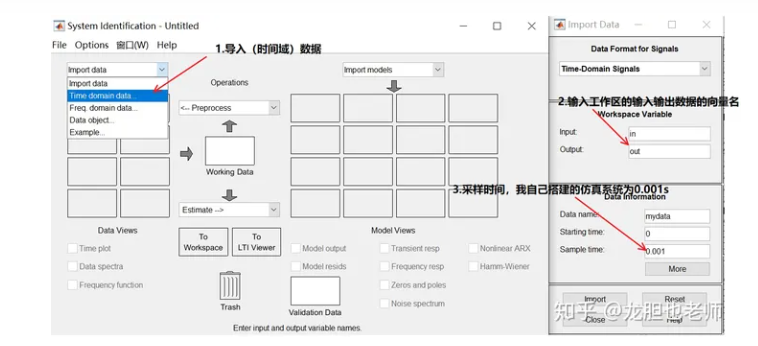 System Identification - Untitled
File Options 窗口(W) Help
1.导入（时间域）数据
Import data
Import data
Time domain data...
Freq. domain data...
Data object...
Example...
Operations
<-- Preprocess
Working Data
Estimate -->
Import models
Data Views
To Workspace
To LTI Viewer
Model Views
Time plot
Data spectra
Frequency function
Trash
Model output
Model resids
Validation Data
Transient resp
Frequency resp
Zeros and poles
Noise spectrum
Nonlinear ARX
Hamm-Wiener
Enter input and output variable names.
Import Data
Data Format for Signals
Time-Domain Signals
2.输入工作区的输入输出数据的向量名
Workspace Variable
Input: in
Output: out
3.采样时间，我自己搭建的仿真系统为0.001s
Data Information
Data name: mydata
Starting time: 0
Sample time: 0.001
More
Import Reset
Close Help
知乎 @龙胆也老师